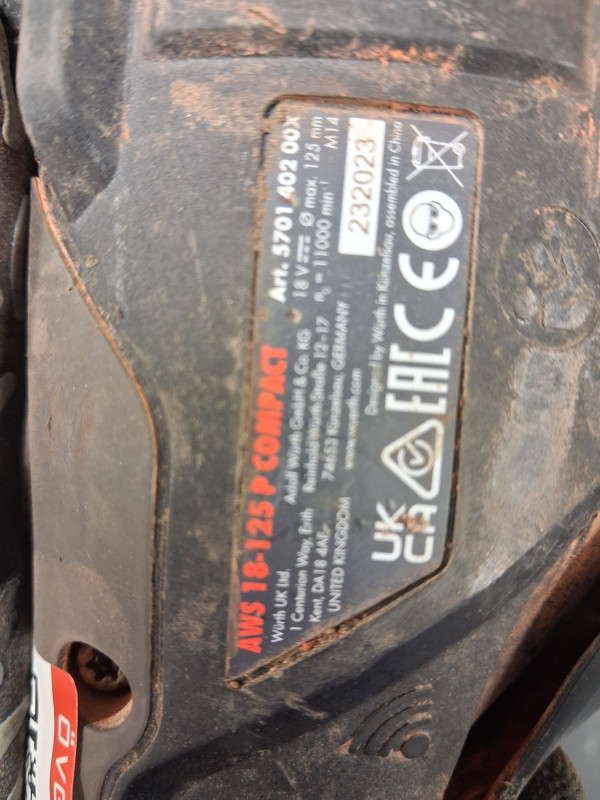 AWS 18-125 P COMPACT
Art. 5701 402 00X
Würth UK Ltd.
1 Centurion Way, Erith
Kent, DA18 4AE
UNITED KINGDOM
Adolf Würth GmbH & Co. KG
Reinhold-Würth-Straße 12-17
74653 Künzelsau, GERMANY
www.wuerth.com
18 V Ø max. 125 mm
n₀ = 11000 min⁻¹ M14
232023
Designed by Würth in Künzelsau, assembled in China
UK
CA
EAC
CE
ÖVG